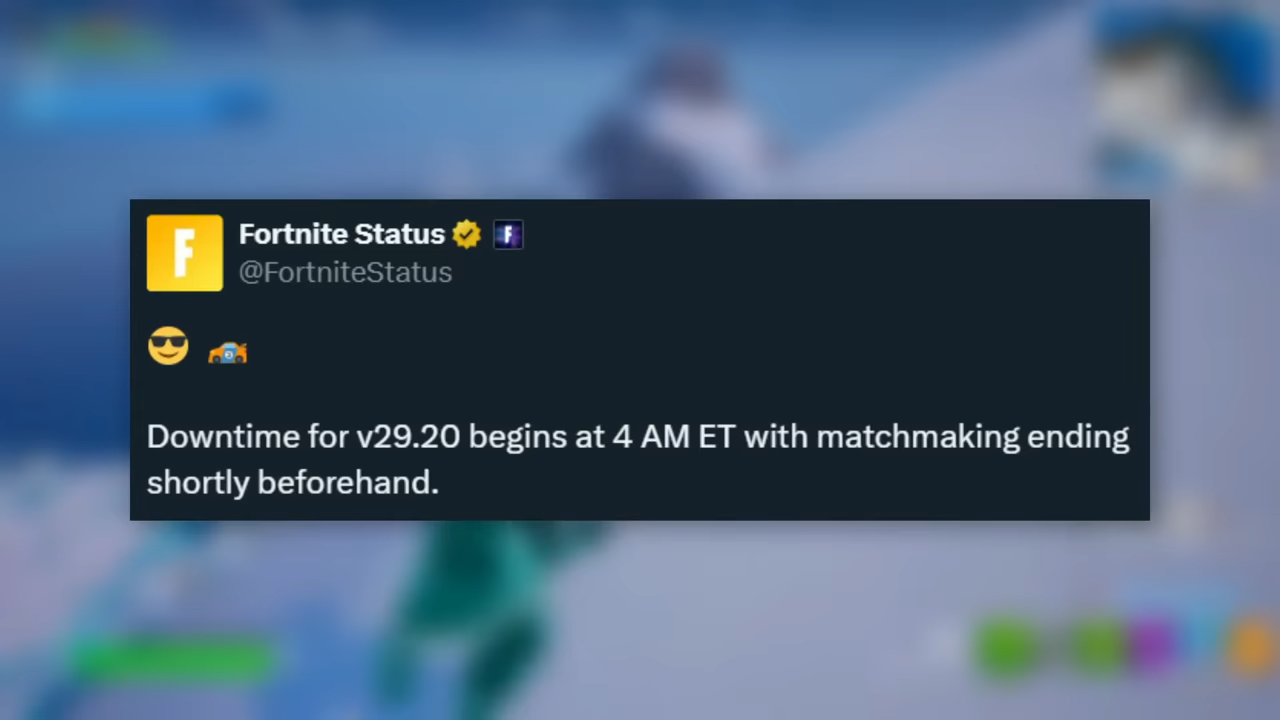 Fortnite Status
@FortniteStatus
😎 🏎️
Downtime for v29.20 begins at 4 AM ET with matchmaking ending
shortly beforehand.